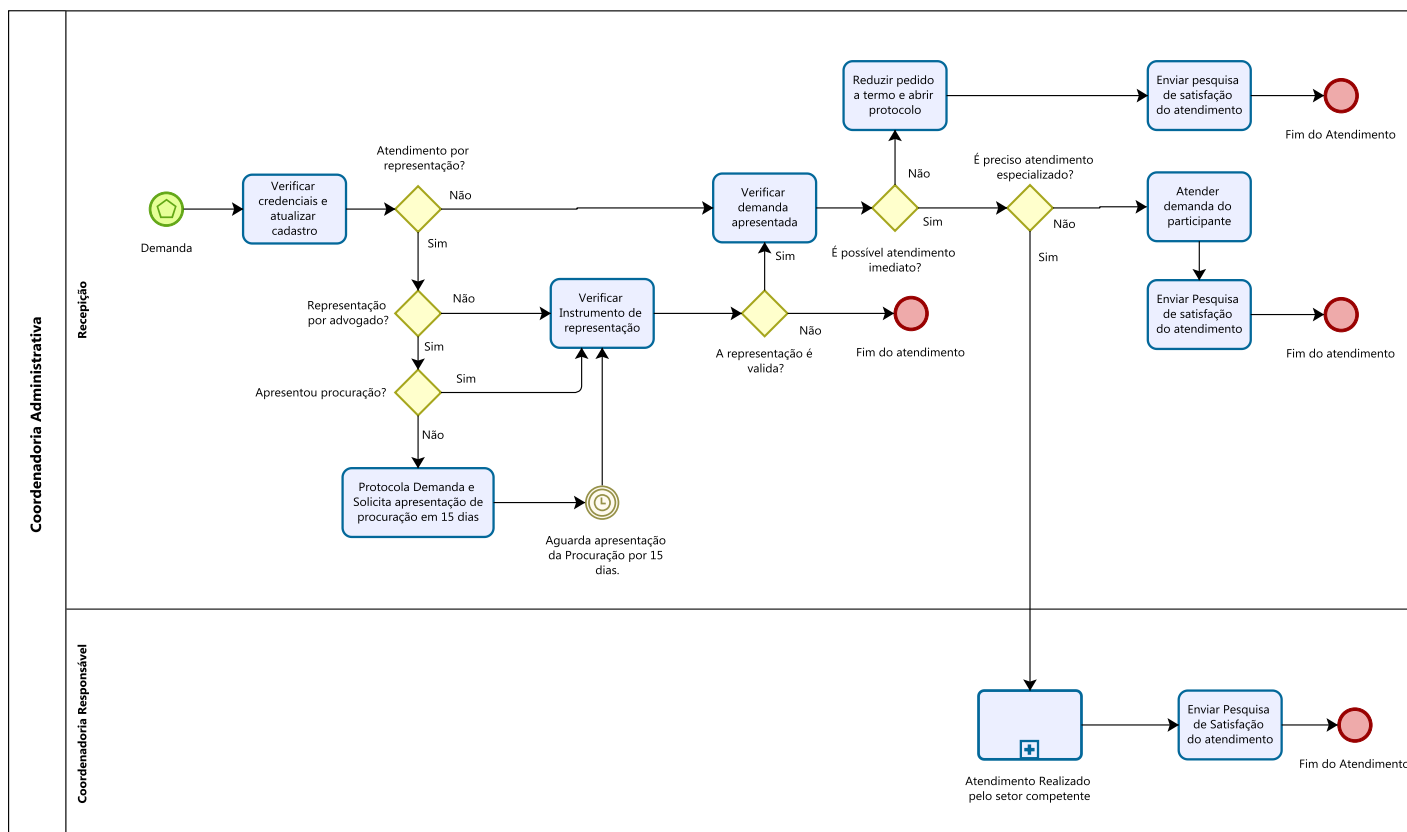 Coordenadoria Administrativa
Recepição
Demanda
Verificar
credenciais e
atualizar
cadastro
Atendimento por
representação?
Não
Sim
Representação
por advogado?
Não
Sim
Apresentou procuração?
Sim
Não
Protocola Demanda e
Solicita apresentação de
procuração em 15 dias
Aguarda apresentação
da Procuração por 15
dias.
Verificar
Instrumento de
representação
A representação é
valida?
Sim
Não
Fim do atendimento
Verificar
demanda
apresentada
É possível atendimento
imediato?
Não
Sim
Reduzir pedido
a termo e abrir
protocolo
Enviar pesquisa
de satisfação
do atendimento
Fim do Atendimento
É preciso atendimento
especializado?
Não
Sim
Atender
demanda do
participante
Enviar Pesquisa
de satisfação
do atendimento
Fim do atendimento
Coordenadoria Responsável
Atendimento Realizado
pelo setor competente
Enviar Pesquisa
de Satisfação
do atendimento
Fim do Atendimento